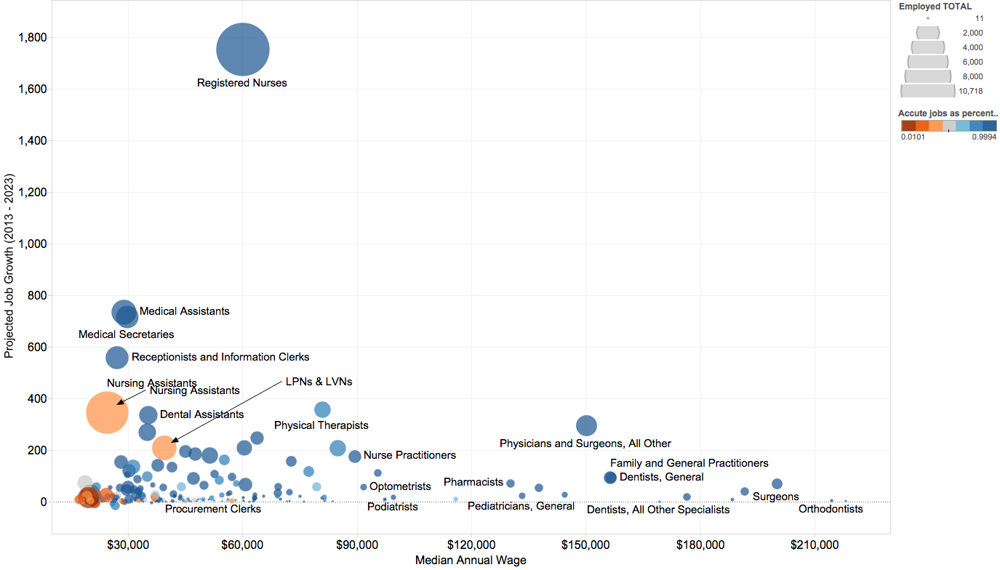 Employed TOTAL
11
2,000
4,000
6,000
8,000
10,718
Accute jobs as percent..
0.0101 0.9994
Projected Job Growth (2013 - 2023)
1,800
1,600
1,400
1,200
1,000
800
600
400
200
0
Registered Nurses
Medical Assistants
Medical Secretaries
Receptionists and Information Clerks
Nursing Assistants
Nursing Assistants
LPNs & LVNs
Dental Assistants
Physical Therapists
Physicians and Surgeons, All Other
Nurse Practitioners
Family and General Practitioners
Dentists, General
Pharmacists
Optometrists
Surgeons
Podiatrists
Pediatricians, General
Procurement Clerks
Dentists, All Other Specialists
Orthodontists
$30,000 $60,000 $90,000 $120,000 $150,000 $180,000 $210,000
Median Annual Wage